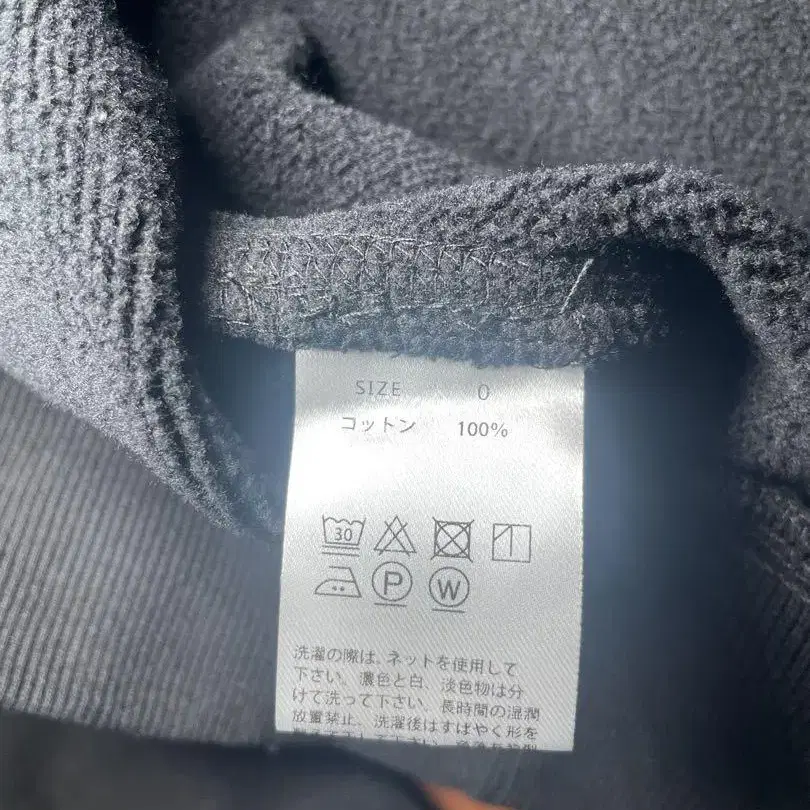 SIZE 0
コットン 100%
30
P W
洗濯の際は、ネットを使用して
下さい。濃色と白、淡色物は分
けて洗って下さい。長時間の湿潤
放置禁止、洗濯後はすばやく形を